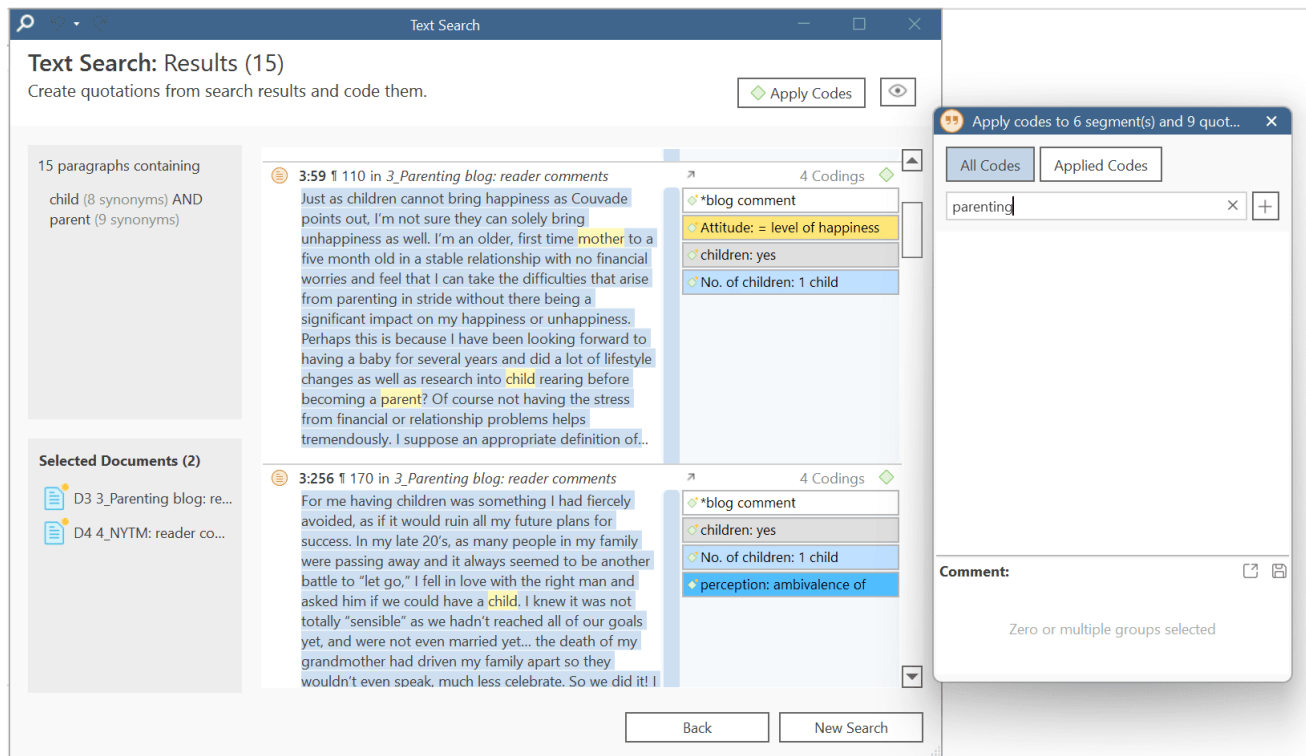 Text Search
Text Search: Results (15)
Create quotations from search results and code them.
Apply Codes
15 paragraphs containing
child (8 synonyms) AND
parent (9 synonyms)
Selected Documents (2)
D3 3_Parenting blog: re...
D4 4_NYTM: reader co...
3:59 ¶ 110 in 3_Parenting blog: reader comments
4 Codings
Just as children cannot bring happiness as Couvade
points out, I'm not sure they can solely bring
unhappiness as well. I'm an older, first time mother to a
five month old in a stable relationship with no financial
worries and feel that I can take the difficulties that arise
from parenting in stride without there being a
significant impact on my happiness or unhappiness.
Perhaps this is because I have been looking forward to
having a baby for several years and did a lot of lifestyle
changes as well as research into child rearing before
becoming a parent? Of course not having the stress
from financial or relationship problems helps
tremendously. I suppose an appropriate definition of...
*blog comment
Attitude: = level of happiness
children: yes
No. of children: 1 child
3:256 ¶ 170 in 3_Parenting blog: reader comments
4 Codings
For me having children was something I had fiercely
avoided, as if it would ruin all my future plans for
success. In my late 20's, as many people in my family
were passing away and it always seemed to be another
battle to "let go," I fell in love with the right man and
asked him if we could have a child. I knew it was not
totally "sensible" as we hadn't reached all of our goals
yet, and were not even married yet... the death of my
grandmother had driven my family apart so they
wouldn't even speak, much less celebrate. So we did it! I
*blog comment
children: yes
No. of children: 1 child
perception: ambivalence of
Back
New Search
Apply codes to 6 segment(s) and 9 quot...
All Codes
Applied Codes
parenting
Comment:
Zero or multiple groups selected